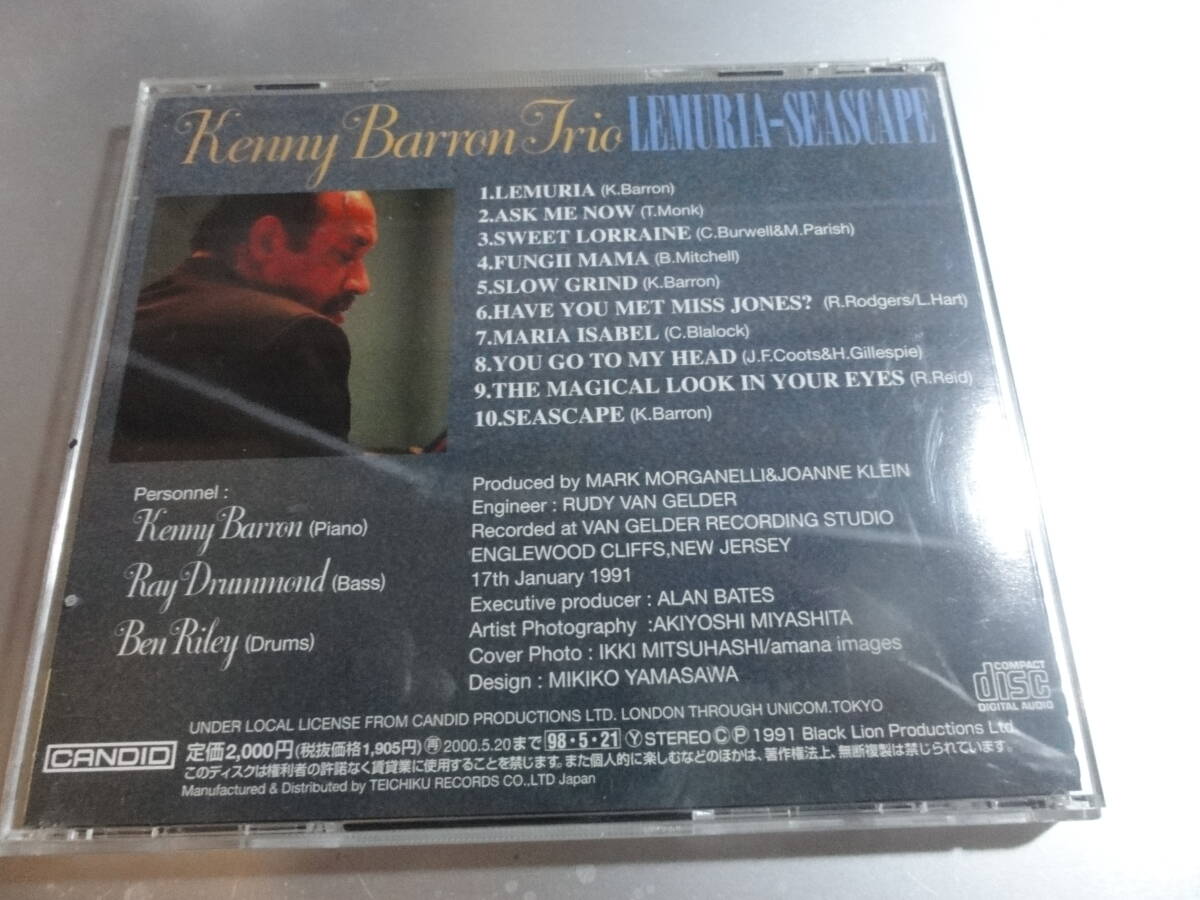 Kenny Barron Trio LEMURIA-SEASCAPE
1.LEMURIA (K.Barron)
2.ASK ME NOW (T.Monk)
3.SWEET LORRAINE (C.Burwell&M.Parish)
4.FUNGII MAMA (B.Mitchell)
5.SLOW GRIND (K.Barron)
6.HAVE YOU MET MISS JONES? (R.Rodgers/L.Hart)
7.MARIA ISABEL (C.Blalock)
8.YOU GO TO MY HEAD (J.F.Coots&H.Gillespie)
9.THE MAGICAL LOOK IN YOUR EYES (R.Reid)
10.SEASCAPE (K.Barron)
Personnel :
Kenny Barron (Piano)
Ray Drummond (Bass)
Ben Riley (Drums)
Produced by MARK MORGANELLI&JOANNE KLEIN
Engineer : RUDY VAN GELDER
Recorded at VAN GELDER RECORDING STUDIO
ENGLEWOOD CLIFFS,NEW JERSEY
17th January 1991
Executive producer : ALAN BATES
Artist Photography :AKIYOSHI MIYASHITA
Cover Photo : IKKI MITSUHASHI/amana images
Design : MIKIKO YAMASAWA
COMPACT
disc
DIGITAL AUDIO
UNDER LOCAL LICENSE FROM CANDID PRODUCTIONS LTD. LONDON THROUGH UNICOM.TOKYO
CANDID
定価2,000円(税抜価格1,905円)㊢2000.5.20まで 98・5・21 Ⓨ STEREO Ⓒ Ⓟ 1991 Black Lion Productions Ltd.
このディスクは権利者の許諾なく賃貸業に使用することを禁じます。また個人的に楽しむなどのほかは、著作権法上、無断複製は禁じられています。
Manufactured & Distributed by TEICHIKU RECORDS CO.,LTD Japan